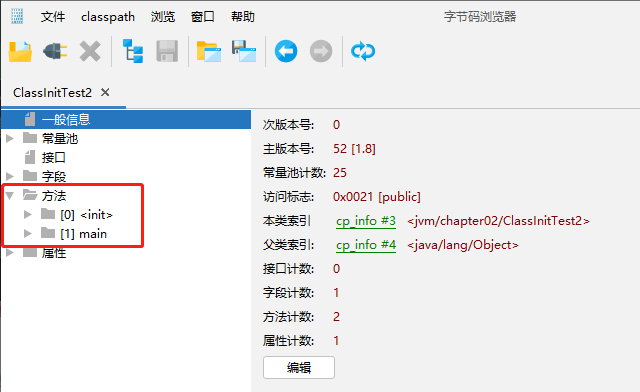 文件 classpath 浏览 窗口 帮助 字节码浏览器
ClassInitTest2
一般信息
常量池
接口
字段
方法
[0] <init>
[1] main
属性
次版本号: 0
主版本号: 52 [1.8]
常量池计数: 25
访问标志: 0x0021 [public]
本类索引 cp_info #3 <jvm/chapter02/ClassInitTest2>
父类索引: cp_info #4 <java/lang/Object>
接口计数: 0
字段计数: 1
方法计数: 2
属性计数: 1
编辑